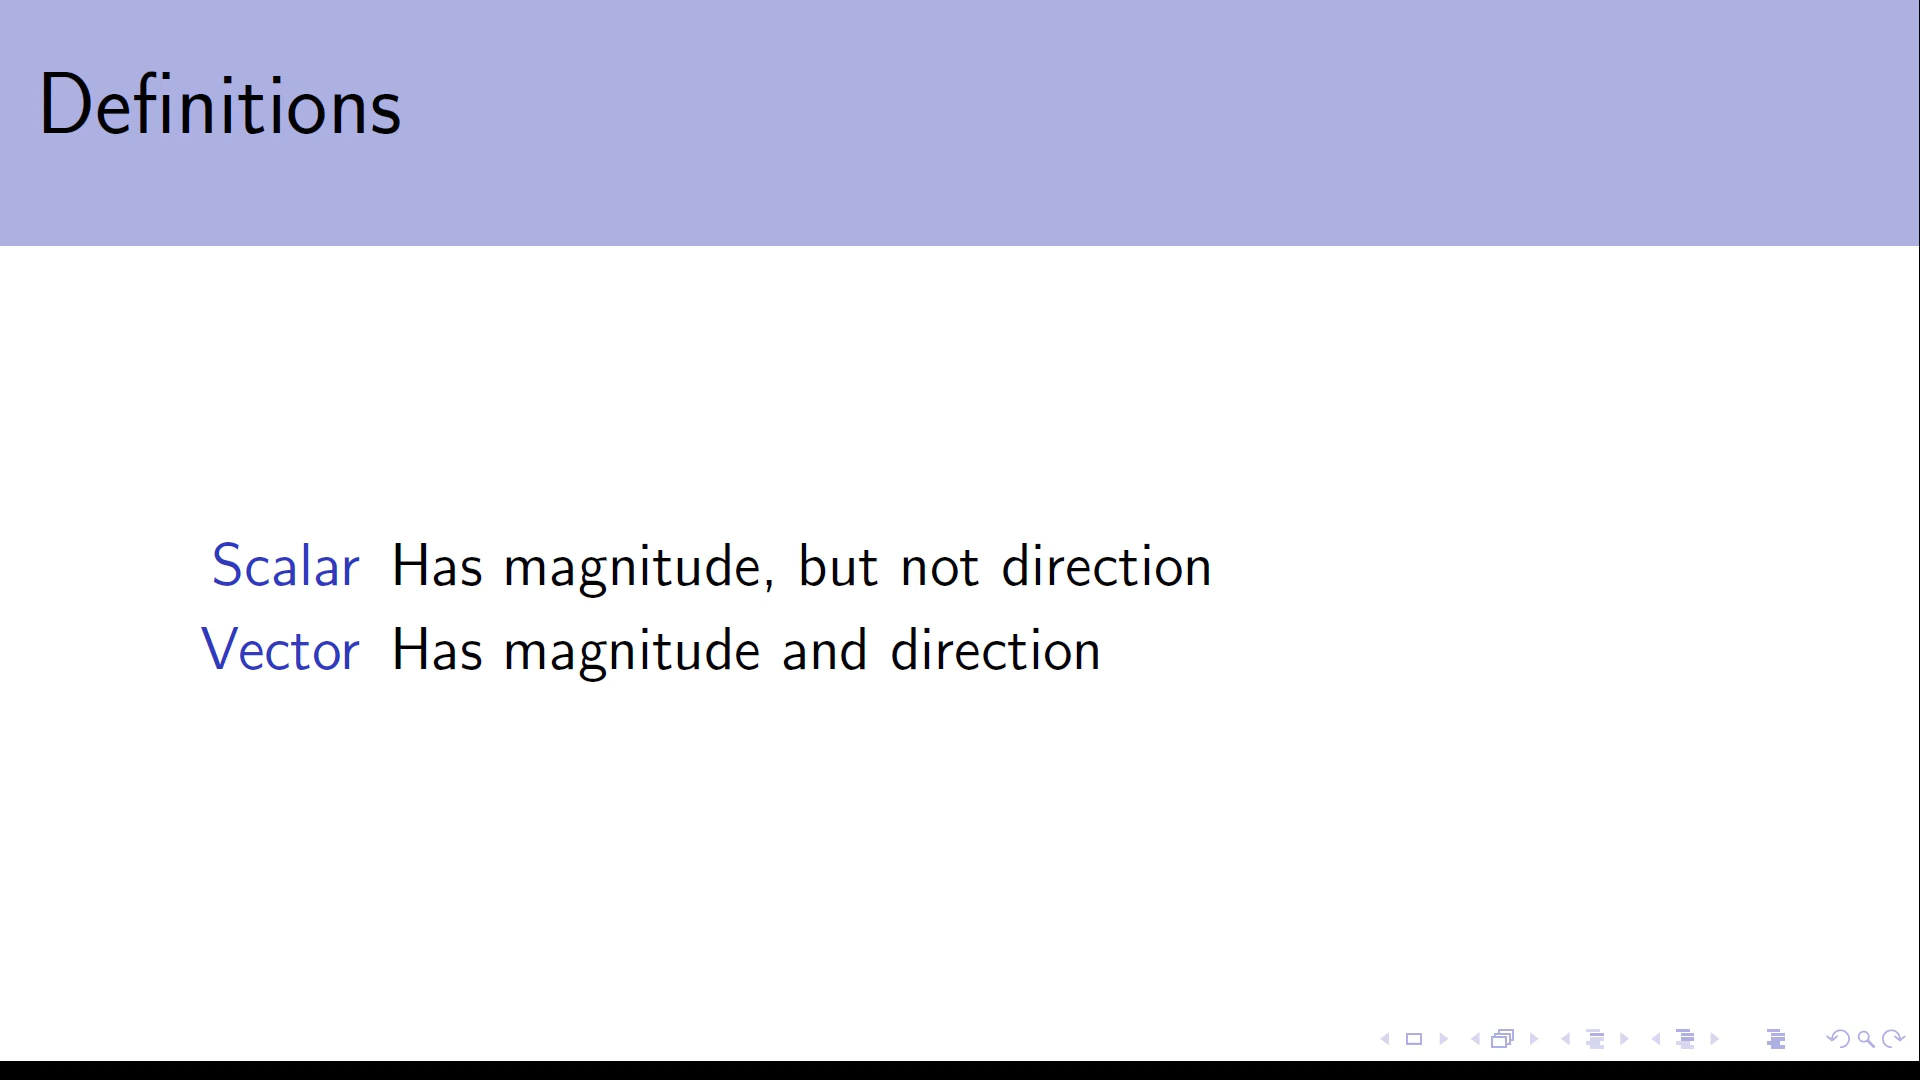 Definitions
Scalar Has magnitude, but not direction
Vector Has magnitude and direction